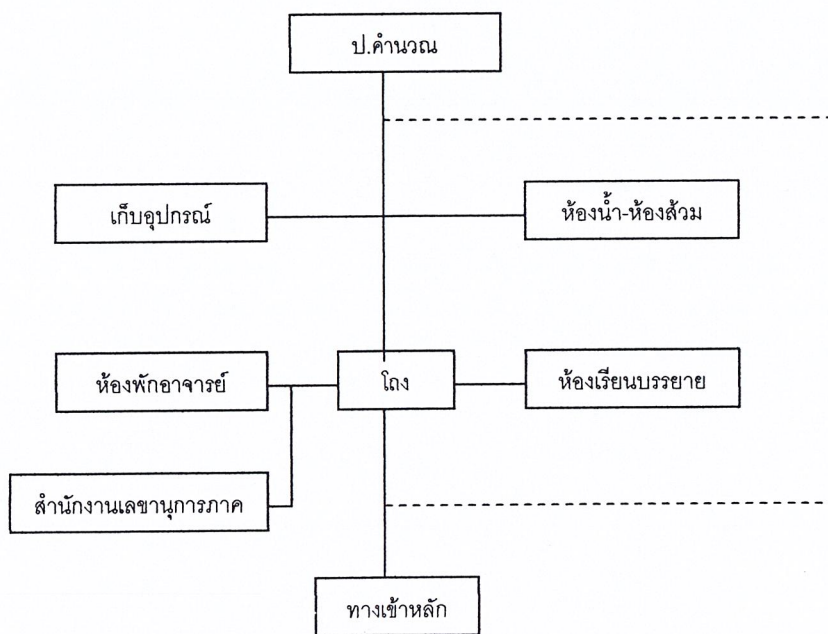 ป.คำนวณ
เก็บอุปกรณ์
ห้องน้ำ-ห้องส้วม
ห้องพักอาจารย์
โถง
ห้องเรียนบรรยาย
สำนักงานเลขานุการภาค
ทางเข้าหลัก